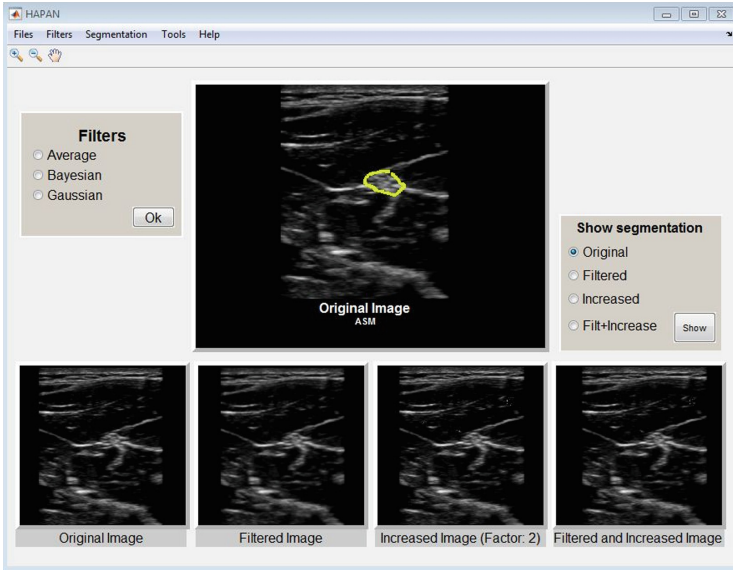 HAPAN
Files Filters Segmentation Tools Help
Filters
Average
Bayesian
Gaussian
Ok
Original Image
ASM
Show segmentation
Original
Filtered
Increased
Filt+Increase
Show
Original Image
Filtered Image
Increased Image (Factor: 2)
Filtered and Increased Image